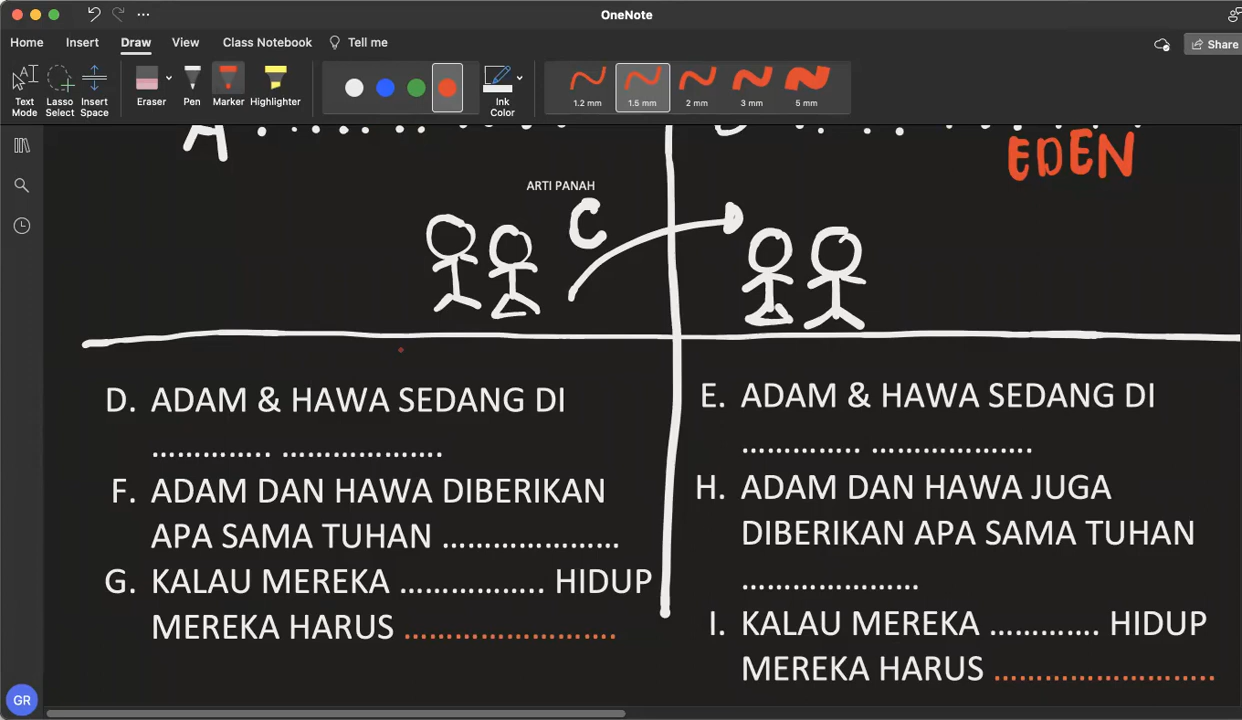 OneNote
Home Insert Draw View Class Notebook Tell me
Share
Text Mode
Lasso Select
Insert Space
Eraser
Pen
Marker
Highlighter
Ink Color
1.2 mm
1.5 mm
2 mm
3 mm
5 mm
A
EDEN
ARTI PANAH
C
D. ADAM & HAWA SEDANG DI
………….. ……………….
F. ADAM DAN HAWA DIBERIKAN
APA SAMA TUHAN …………………
G. KALAU MEREKA …………….. HIDUP
MEREKA HARUS …………………….
E. ADAM & HAWA SEDANG DI
………….. ……………….
H. ADAM DAN HAWA JUGA
DIBERIKAN APA SAMA TUHAN
…………………
I. KALAU MEREKA …………. HIDUP
MEREKA HARUS ……………………..
GR